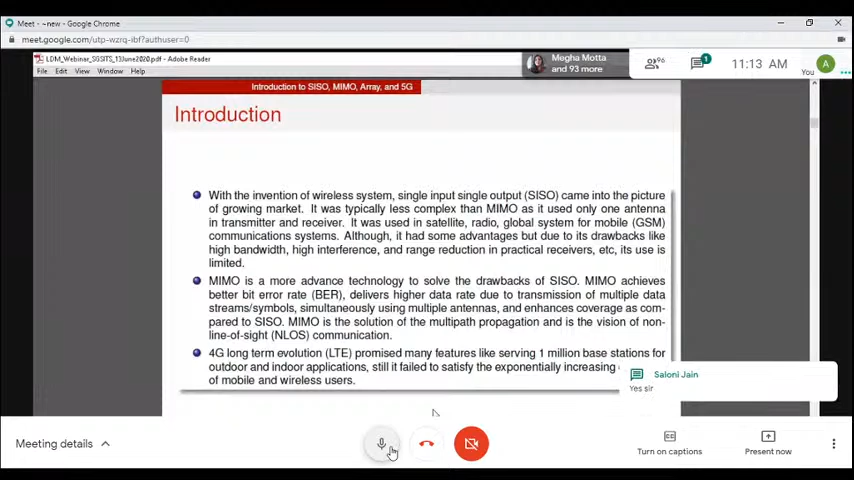 Meet - ~new - Google Chrome
meet.google.com/utp-wzrq-ibf?authuser=0
LDM_Webinar_SGSITS_13June2020.pdf - Adobe Reader
File Edit View Window Help
Megha Motta
and 93 more
96
1
11:13 AM
You
A
Introduction to SISO, MIMO, Array, and 5G
Introduction
With the invention of wireless system, single input single output (SISO) came into the picture
of growing market. It was typically less complex than MIMO as it used only one antenna
in transmitter and receiver. It was used in satellite, radio, global system for mobile (GSM)
communications systems. Although, it had some advantages but due to its drawbacks like
high bandwidth, high interference, and range reduction in practical receivers, etc, its use is
limited.
MIMO is a more advance technology to solve the drawbacks of SISO. MIMO achieves
better bit error rate (BER), delivers higher data rate due to transmission of multiple data
streams/symbols, simultaneously using multiple antennas, and enhances coverage as com-
pared to SISO. MIMO is the solution of the multipath propagation and is the vision of non-
line-of-sight (NLOS) communication.
4G long term evolution (LTE) promised many features like serving 1 million base stations for
outdoor and indoor applications, still it failed to satisfy the exponentially increasing
of mobile and wireless users.
Saloni Jain
Yes sir
Meeting details
Turn on captions
Present now